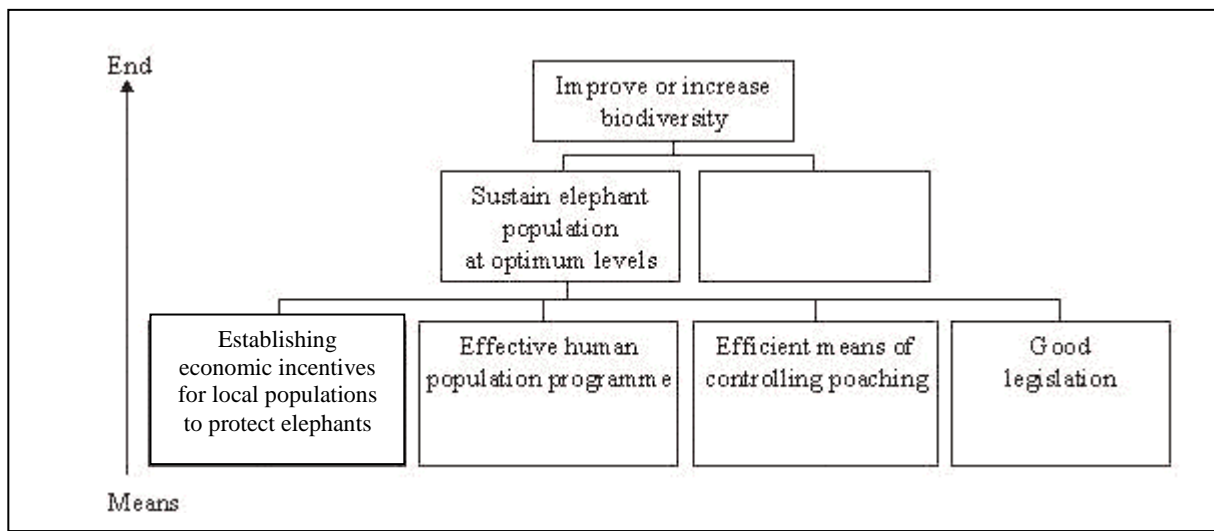 End
Improve or increase
biodiversity
Sustain elephant
population
at optimum levels
Establishing
economic incentives
for local populations
to protect elephants
Effective human
population programme
Efficient means of
controlling poaching
Good
legislation
Means